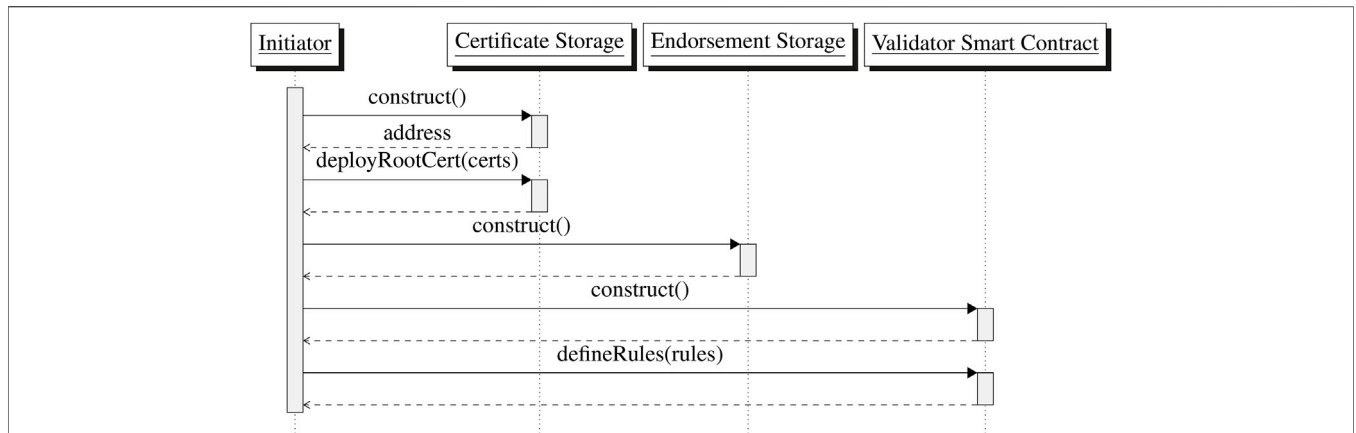 Initiator
Certificate Storage
Endorsement Storage
Validator Smart Contract
construct()
address
deployRootCert(certs)
construct()
construct()
defineRules(rules)